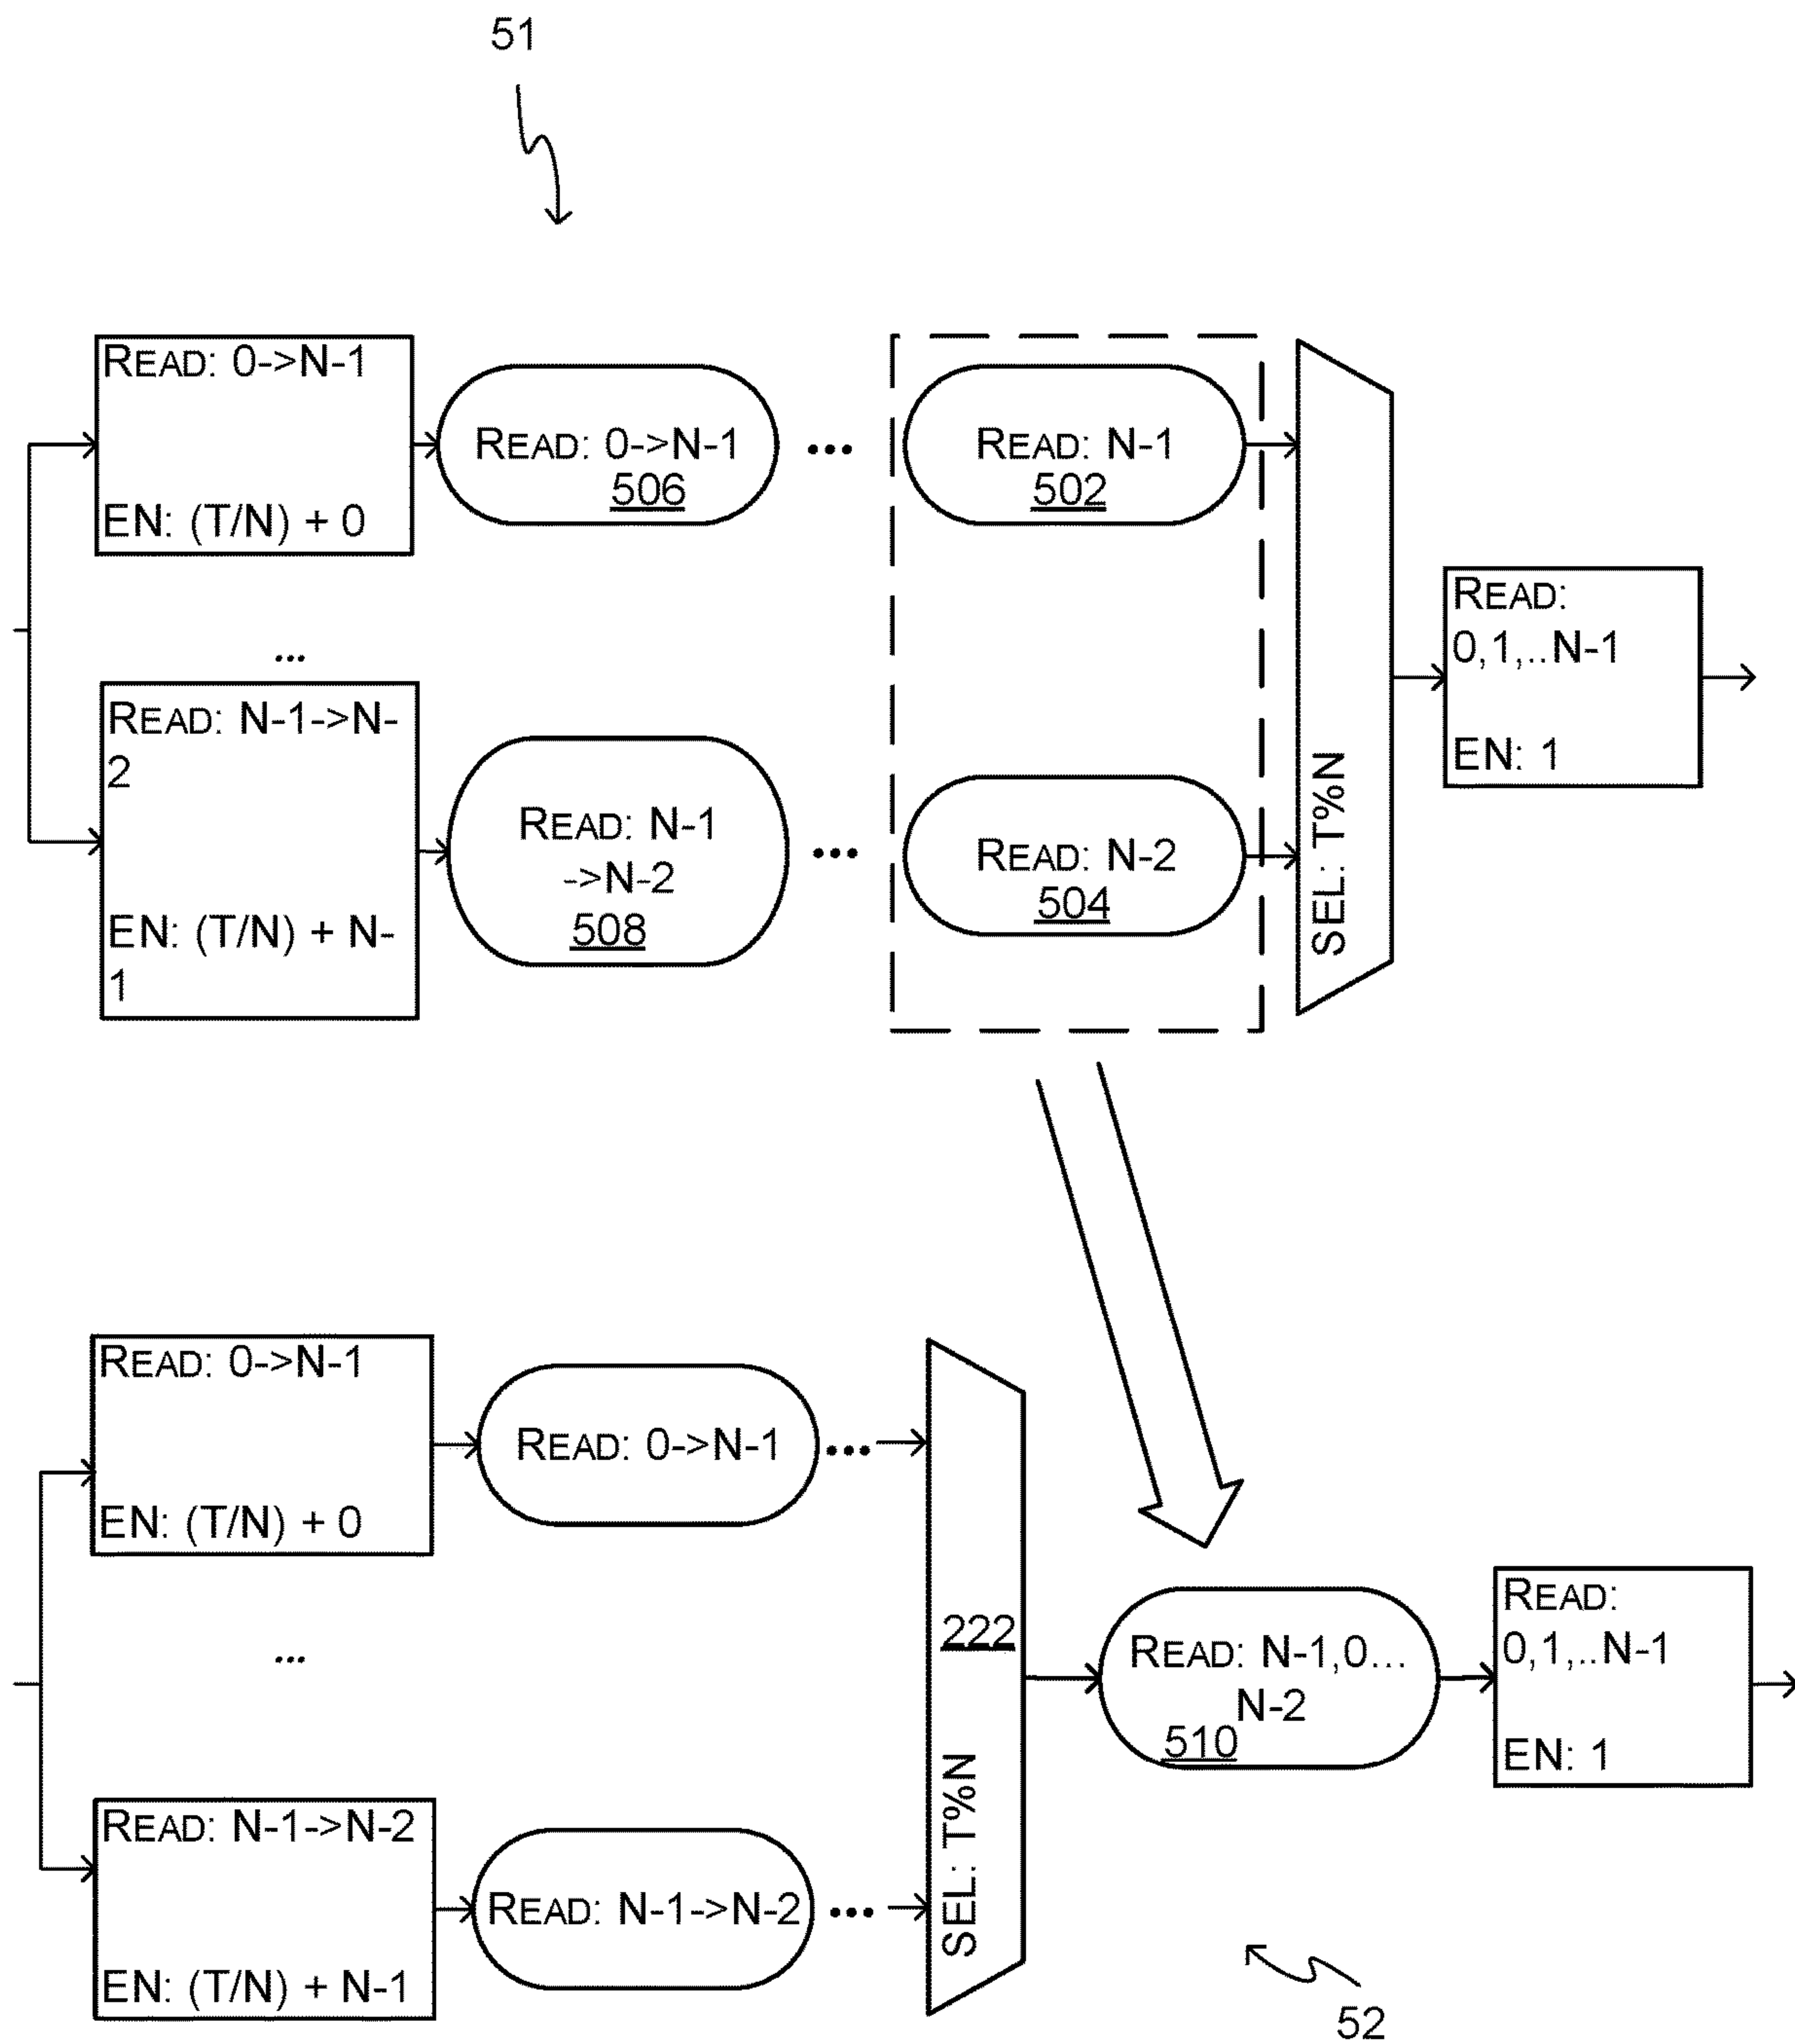 51
READ: 0->N-1
EN: (T/N) + 0
READ: 0->N-1
506
...
READ: N-1
502
...
READ: N-1->N-
2
EN: (T/N) + N-
1
READ: N-1
->N-2
508
...
READ: N-2
504
SEL: T%N
READ:
0,1,..N-1
EN: 1
READ: 0->N-1
EN: (T/N) + 0
READ: 0->N-1
...
...
READ: N-1->N-2
EN: (T/N) + N-1
READ: N-1->N-2
...
222
SEL: T%N
READ: N-1,0...
N-2
510
READ:
0,1,..N-1
EN: 1
52